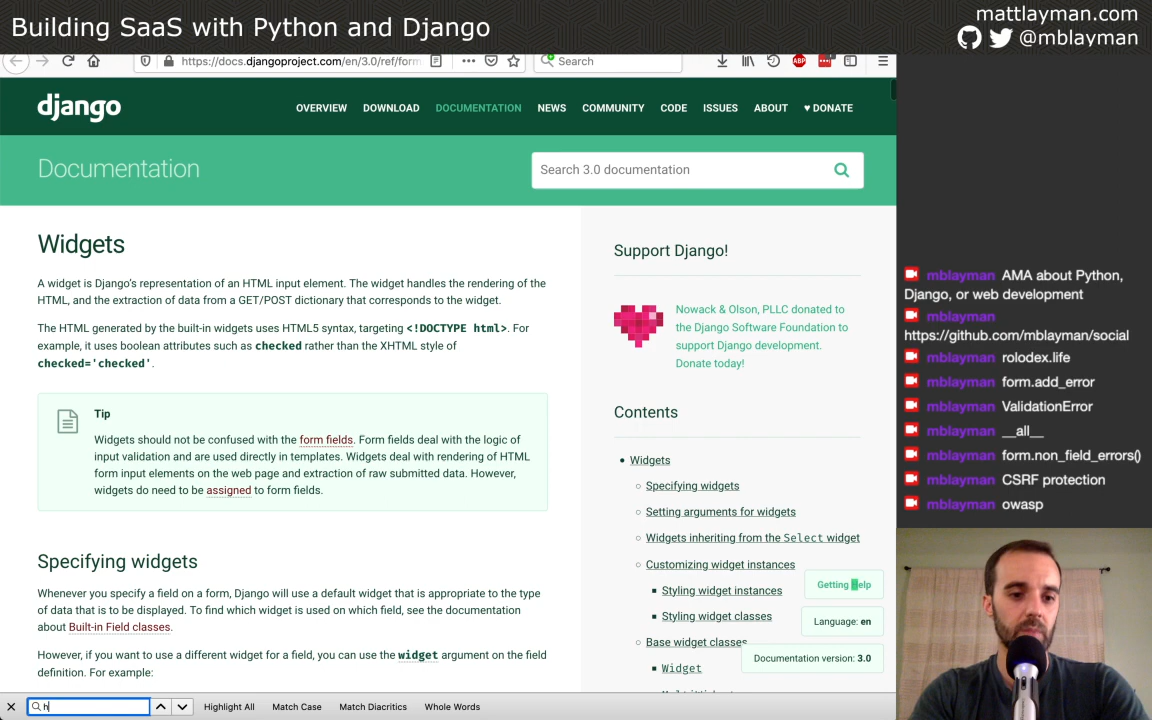 Building SaaS with Python and Django
mattlayman.com
@mblayman
https://docs.djangoproject.com/en/3.0/ref/form
Search
django
OVERVIEW DOWNLOAD DOCUMENTATION NEWS COMMUNITY CODE ISSUES ABOUT ♥ DONATE
Documentation
Search 3.0 documentation
Widgets
A widget is Django's representation of an HTML input element. The widget handles the rendering of the
HTML, and the extraction of data from a GET/POST dictionary that corresponds to the widget.
The HTML generated by the built-in widgets uses HTML5 syntax, targeting <!DOCTYPE html>. For
example, it uses boolean attributes such as checked rather than the XHTML style of
checked='checked'.
Tip
Widgets should not be confused with the form fields. Form fields deal with the logic of
input validation and are used directly in templates. Widgets deal with rendering of HTML
form input elements on the web page and extraction of raw submitted data. However,
widgets do need to be assigned to form fields.
Specifying widgets
Whenever you specify a field on a form, Django will use a default widget that is appropriate to the type
of data that is to be displayed. To find which widget is used on which field, see the documentation
about Built-in Field classes.
However, if you want to use a different widget for a field, you can use the widget argument on the field
definition. For example:
Support Django!
Nowack & Olson, PLLC donated to
the Django Software Foundation to
support Django development.
Donate today!
Contents
Widgets
Specifying widgets
Setting arguments for widgets
Widgets inheriting from the Select widget
Customizing widget instances
Styling widget instances
Styling widget classes
Base widget classes
Widget
Getting Help
Language: en
Documentation version: 3.0
h
Highlight All Match Case Match Diacritics Whole Words
mblayman AMA about Python,
Django, or web development
mblayman
https://github.com/mblayman/social
mblayman rolodex.life
mblayman form.add_error
mblayman ValidationError
mblayman __all__
mblayman form.non_field_errors()
mblayman CSRF protection
mblayman owasp